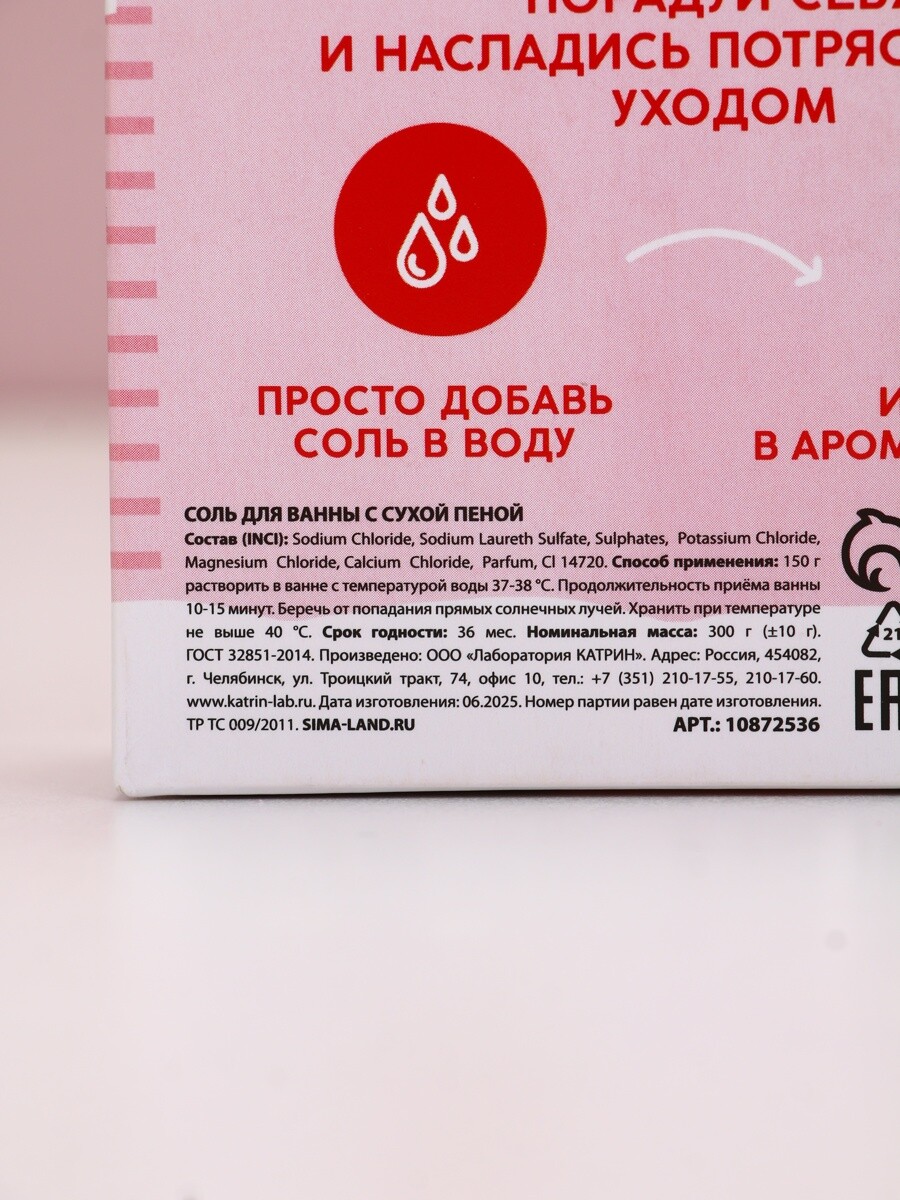 И НАСЛАДИСЬ
УХОДОМ
ПРОСТО ДОБАВЬ
СОЛЬ В ВОДУ
В
СОЛЬ ДЛЯ ВАННЫ С СУХОЙ ПЕНОЙ
Состав (INCI): Sodium Chloride, Sodium Laureth Sulfate, Sulphates, Potassium Chloride,
Magnesium Chloride, Calcium Chloride, Parfum, Cl 14720. Способ применения: 150 г
растворить в ванне с температурой воды 37-38 °С. Продолжительность приёма ванны
10-15 минут. Беречь от попадания прямых солнечных лучей. Хранить при температуре
не выше 40 °С. Срок годности: 36 мес. Номинальная масса: 300 г (±10 г).
ГОСТ 32851-2014. Произведено: ООО «Лаборатория КАТРИН». Адрес: Россия, 454082,
г. Челябинск, ул. Троицкий тракт, 74, офис 10, тел.: +7 (351) 210-17-55, 210-17-60.
www.katrin-lab.ru. Дата изготовления: 06.2025. Номер партии равен дате изготовления.
ТР ТС 009/2011. SIMA-LAND.RU АРТ.: 10872536
21